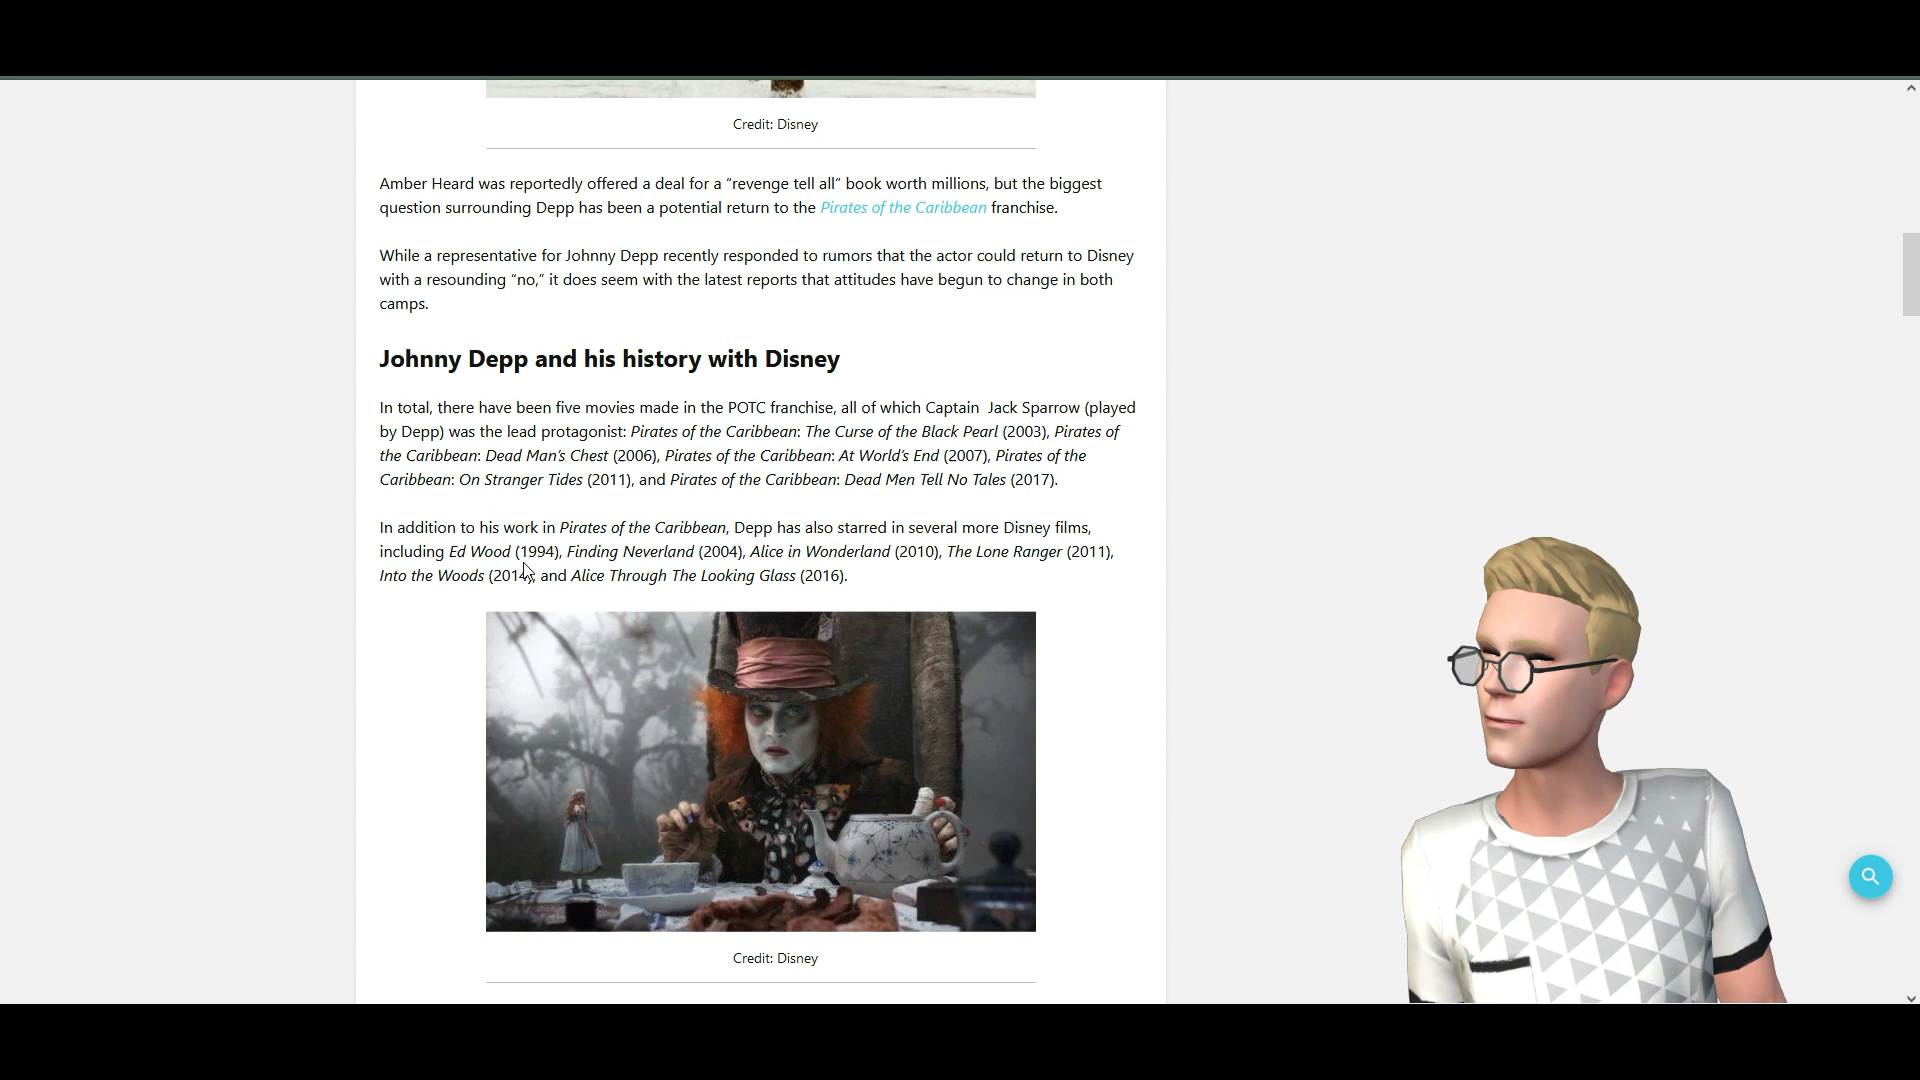 Credit: Disney
Amber Heard was reportedly offered a deal for a “revenge tell all” book worth millions, but the biggest
question surrounding Depp has been a potential return to the Pirates of the Caribbean franchise.
While a representative for Johnny Depp recently responded to rumors that the actor could return to Disney
with a resounding “no,” it does seem with the latest reports that attitudes have begun to change in both
camps.
Johnny Depp and his history with Disney
In total, there have been five movies made in the POTC franchise, all of which Captain  Jack Sparrow (played
by Depp) was the lead protagonist: Pirates of the Caribbean: The Curse of the Black Pearl (2003), Pirates of
the Caribbean: Dead Man’s Chest (2006), Pirates of the Caribbean: At World’s End (2007), Pirates of the
Caribbean: On Stranger Tides (2011), and Pirates of the Caribbean: Dead Men Tell No Tales (2017).
In addition to his work in Pirates of the Caribbean, Depp has also starred in several more Disney films,
including Ed Wood (1994), Finding Neverland (2004), Alice in Wonderland (2010), The Lone Ranger (2011),
Into the Woods (2014), and Alice Through The Looking Glass (2016).
Credit: Disney